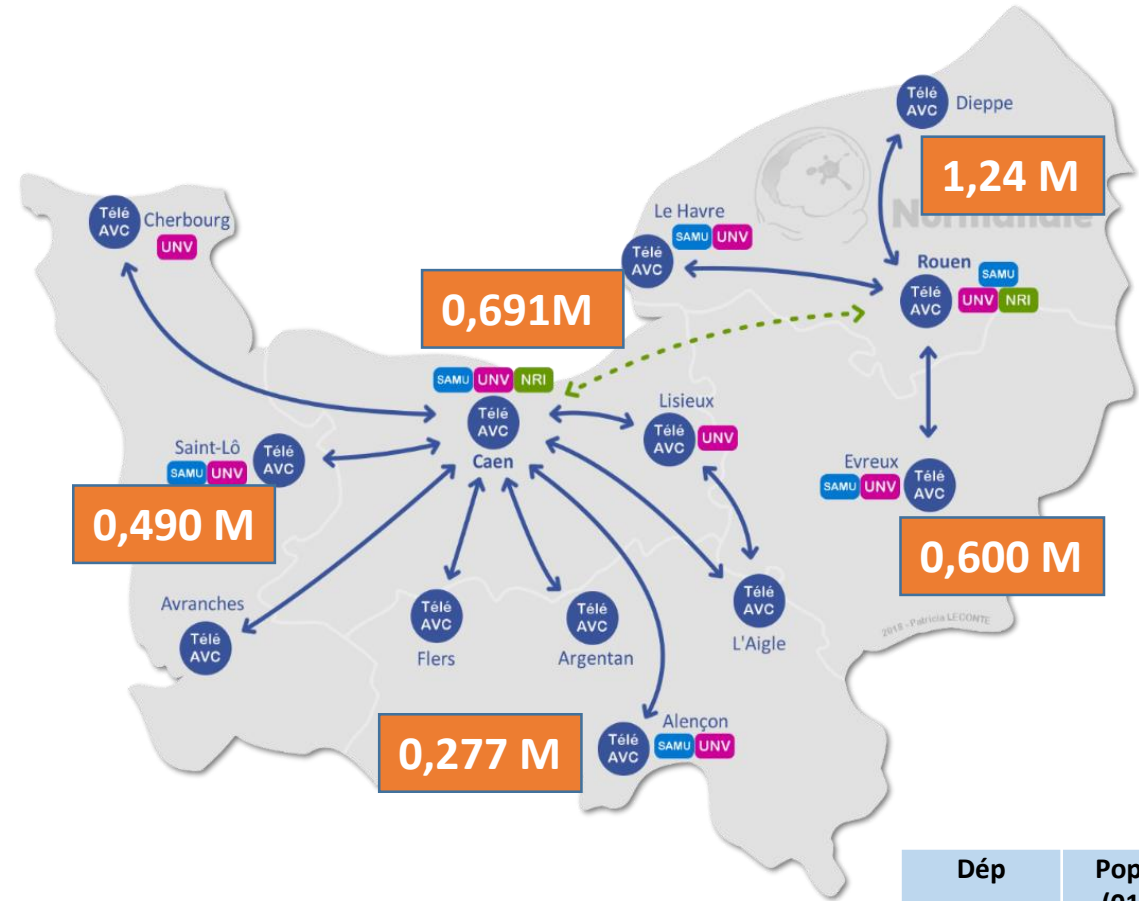 Télé
AVC
Dieppe
1,24 M
Normandie
Télé
AVC
Cherbourg
UNV
Le Havre
SAMU UNV
Télé
AVC
Rouen
SAMU
Télé
AVC
UNV NRI
0,691M
SAMU UNV NRI
Télé
AVC
Caen
Lisieux
Télé
AVC
UNV
Saint-Lô
SAMU UNV
Télé
AVC
0,490 M
Evreux
SAMU UNV
Télé
AVC
0,600 M
Avranches
Télé
AVC
Télé
AVC
Flers
Télé
AVC
Argentan
Télé
AVC
L'Aigle
2018 - Patricia LECONTE
0,277 M
Alençon
Télé
AVC
SAMU UNV
Dép
Pop